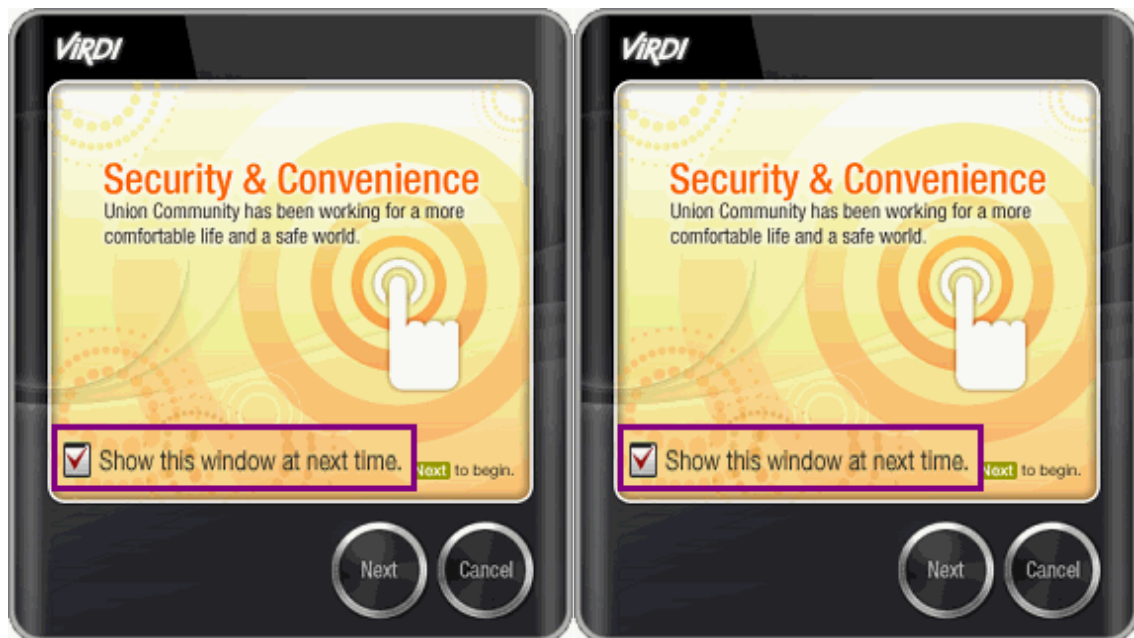 ViRDI
Security & Convenience
Union Community has been working for a more
comfortable life and a safe world.
Show this window at next time.
Next to begin.
Next
Cancel
ViRDI
Security & Convenience
Union Community has been working for a more
comfortable life and a safe world.
Show this window at next time.
Next to begin.
Next
Cancel